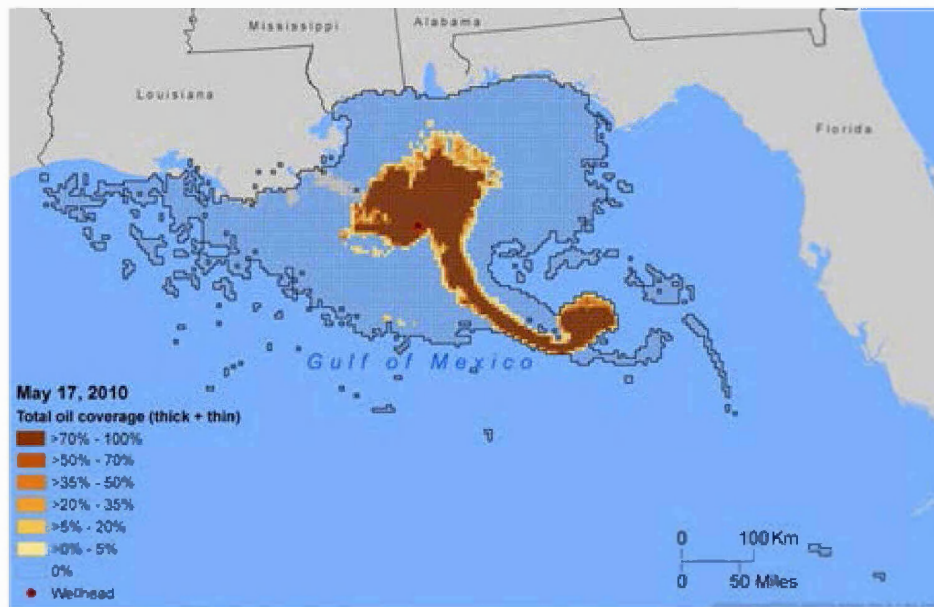 Mississippi
Alabama
Louisiana
Florida
Gulf of Mexico
May 17, 2010
Total oil coverage (thick + thin)
>70% - 100%
>50% - 70%
>35% - 50%
>20% - 35%
>5% - 20%
>0% - 5%
0%
Wellhead
0 100 Km
0 50 Miles